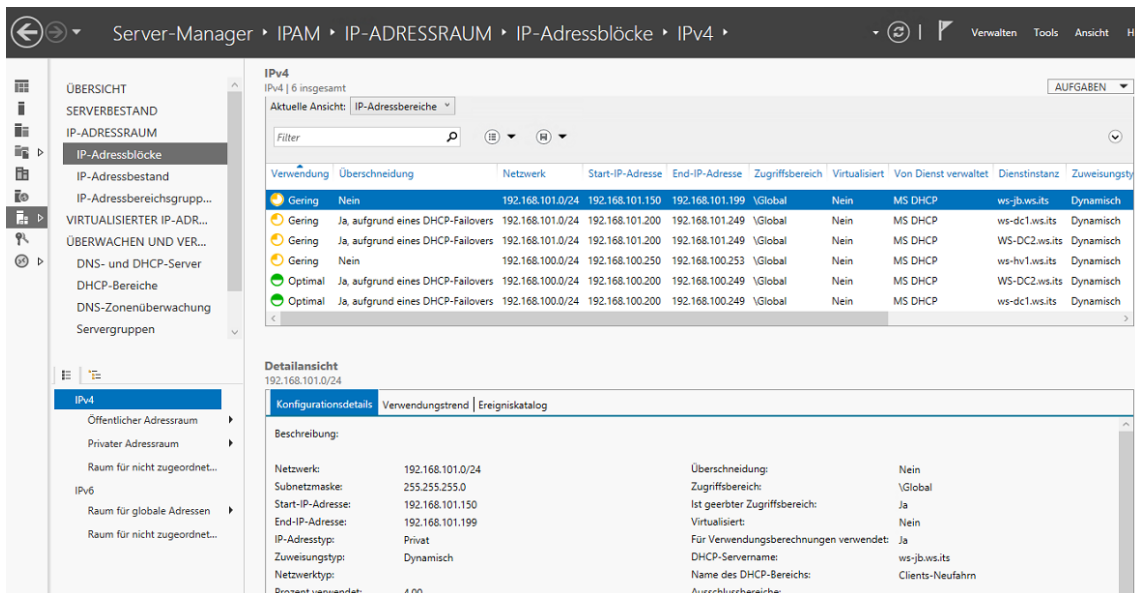 Server-Manager ‣ IPAM ‣ IP-ADRESSRAUM ‣ IP-Adressblöcke ‣ IPv4 ‣
Verwalten Tools Ansicht H
ÜBERSICHT
SERVERBESTAND
IP-ADRESSRAUM
IP-Adressblöcke
IP-Adressbestand
IP-Adressbereichsgrupp...
VIRTUALISIERTER IP-ADR...
ÜBERWACHEN UND VER...
DNS- und DHCP-Server
DHCP-Bereiche
DNS-Zonenüberwachung
Servergruppen
IPv4
Öffentlicher Adressraum
Privater Adressraum
Raum für nicht zugeordnet...
IPv6
Raum für globale Adressen
Raum für nicht zugeordnet...
IPv4
IPv4 | 6 insgesamt
AUFGABEN
Aktuelle Ansicht: IP-Adressbereiche
Filter
Verwendung Überschneidung Netzwerk Start-IP-Adresse End-IP-Adresse Zugriffsbereich Virtualisiert Von Dienst verwaltet Dienstinstanz Zuweisungsty
Gering Nein 192.168.101.0/24 192.168.101.150 192.168.101.199 \Global Nein MS DHCP ws-jb.ws.its Dynamisch
Gering Ja, aufgrund eines DHCP-Failovers 192.168.101.0/24 192.168.101.200 192.168.101.249 \Global Nein MS DHCP ws-dc1.ws.its Dynamisch
Gering Ja, aufgrund eines DHCP-Failovers 192.168.101.0/24 192.168.101.200 192.168.101.249 \Global Nein MS DHCP WS-DC2.ws.its Dynamisch
Gering Nein 192.168.100.0/24 192.168.100.250 192.168.100.253 \Global Nein MS DHCP ws-hv1.ws.its Dynamisch
Optimal Ja, aufgrund eines DHCP-Failovers 192.168.100.0/24 192.168.100.200 192.168.100.249 \Global Nein MS DHCP WS-DC2.ws.its Dynamisch
Optimal Ja, aufgrund eines DHCP-Failovers 192.168.100.0/24 192.168.100.200 192.168.100.249 \Global Nein MS DHCP ws-dc1.ws.its Dynamisch
Detailansicht
192.168.101.0/24
Konfigurationsdetails Verwendungstrend Ereigniskatalog
Beschreibung:
Netzwerk: 192.168.101.0/24 Überschneidung: Nein
Subnetzmaske: 255.255.255.0 Zugriffsbereich: \Global
Start-IP-Adresse: 192.168.101.150 Ist geerbter Zugriffsbereich: Ja
End-IP-Adresse: 192.168.101.199 Virtualisiert: Nein
IP-Adresstyp: Privat Für Verwendungsberechnungen verwendet: Ja
Zuweisungstyp: Dynamisch DHCP-Servername: ws-jb.ws.its
Netzwerktyp: Name des DHCP-Bereichs: Clients-Neufahrn
Prozent verwendet: 4,00 Ausschlussbereiche: